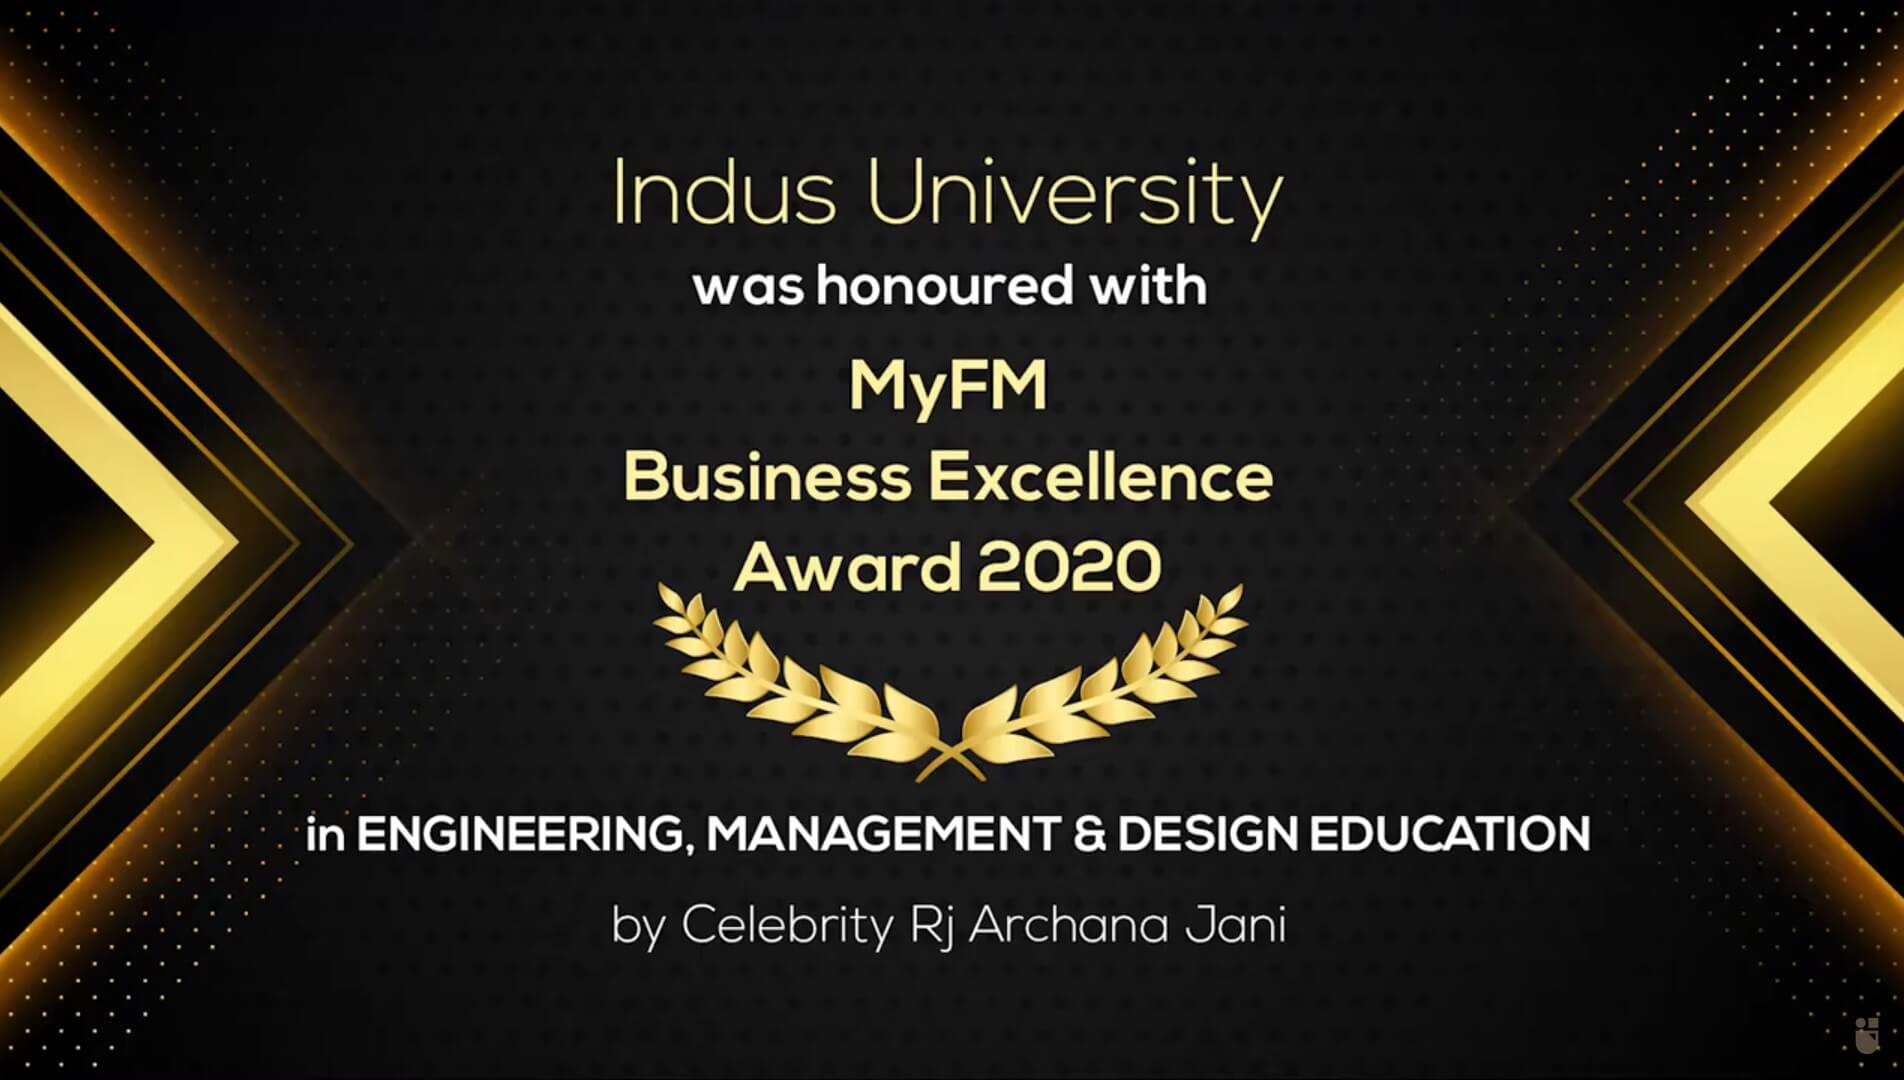 Indus University
was honoured with
MyFM
Business Excellence
Award 2020
in ENGINEERING, MANAGEMENT & DESIGN EDUCATION
by Celebrity Rj Archana Jani